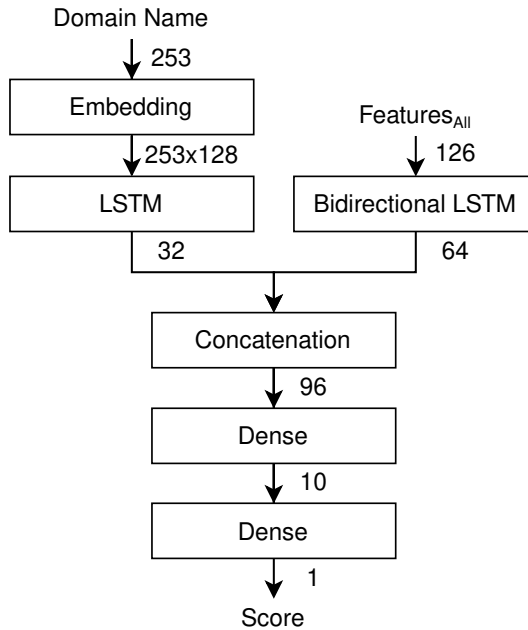 Domain Name
253
Embedding
253x128
LSTM
32
Features_All
126
Bidirectional LSTM
64
Concatenation
96
Dense
10
Dense
1
Score